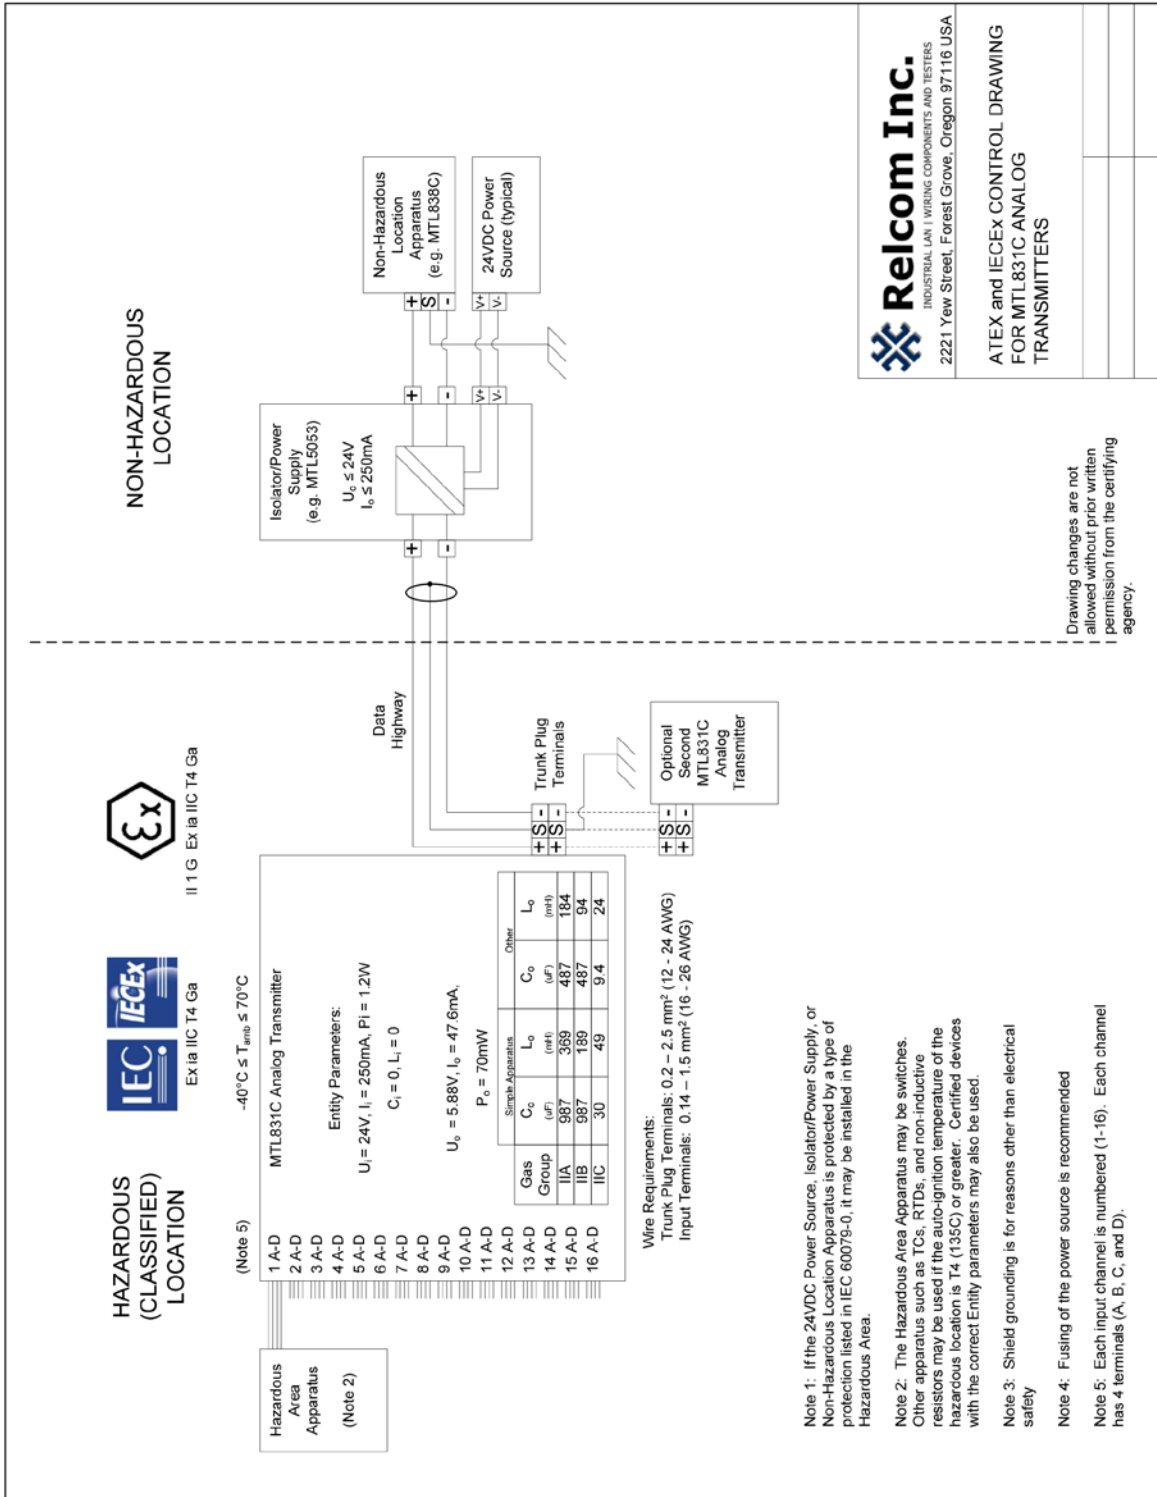 HAZARDOUS
(CLASSIFIED)
LOCATION
IEC
IECEx
Ex ia IIC T4 Ga
Ex
II 1 G Ex ia IIC T4 Ga
NON-HAZARDOUS
LOCATION
(Note 5)
-40°C ≤ Tamb ≤ 70°C
Hazardous
Area
Apparatus
(Note 2)
1 A-D
2 A-D
3 A-D
4 A-D
5 A-D
6 A-D
7 A-D
8 A-D
9 A-D
10 A-D
11 A-D
12 A-D
13 A-D
14 A-D
15 A-D
16 A-D
MTL831C Analog Transmitter
Entity Parameters:
Ui = 24V, Ii = 250mA, Pi = 1.2W
Ci = 0, Li = 0
Uo = 5.88V, Io = 47.6mA,
Po = 70mW
Simple Apparatus Other
Gas Group Co (uF) Lo (mH) Co (uF) Lo (mH)
IIA 987 369 487 184
IIB 987 189 487 94
IIC 30 49 9.4 24
+ S -
+ S -
Trunk Plug
Terminals
Data
Highway
+ S -
+ S -
Optional
Second
MTL831C
Analog
Transmitter
Isolator/Power
Supply
(e.g. MTL5053)
Uo ≤ 24V
Io ≤ 250mA
+
-
+
-
V+
V-
+
S
-
V+
V-
Non-Hazardous
Location
Apparatus
(e.g. MTL838C)
24VDC Power
Source (typical)
Wire Requirements:
Trunk Plug Terminals: 0.2 – 2.5 mm² (12 - 24 AWG)
Input Terminals: 0.14 – 1.5 mm² (16 - 26 AWG)
Note 1: If the 24VDC Power Source, Isolator/Power Supply, or
Non-Hazardous Location Apparatus is protected by a type of
protection listed in IEC 60079-0, it may be installed in the
Hazardous Area.
Note 2: The Hazardous Area Apparatus may be switches.
Other apparatus such as TCs, RTDs, and non-inductive
resistors may be used if the auto-ignition temperature of the
hazardous location is T4 (135C) or greater. Certified devices
with the correct Entity parameters may also be used.
Note 3: Shield grounding is for reasons other than electrical
safety
Note 4: Fusing of the power source is recommended
Note 5: Each input channel is numbered (1-16). Each channel
has 4 terminals (A, B, C, and D).
Drawing changes are not
allowed without prior written
permission from the certifying
agency.
Relcom Inc.
INDUSTRIAL LAN | WIRING COMPONENTS AND TESTERS
2221 Yew Street, Forest Grove, Oregon 97116 USA
ATEX and IECEx CONTROL DRAWING
FOR MTL831C ANALOG
TRANSMITTERS